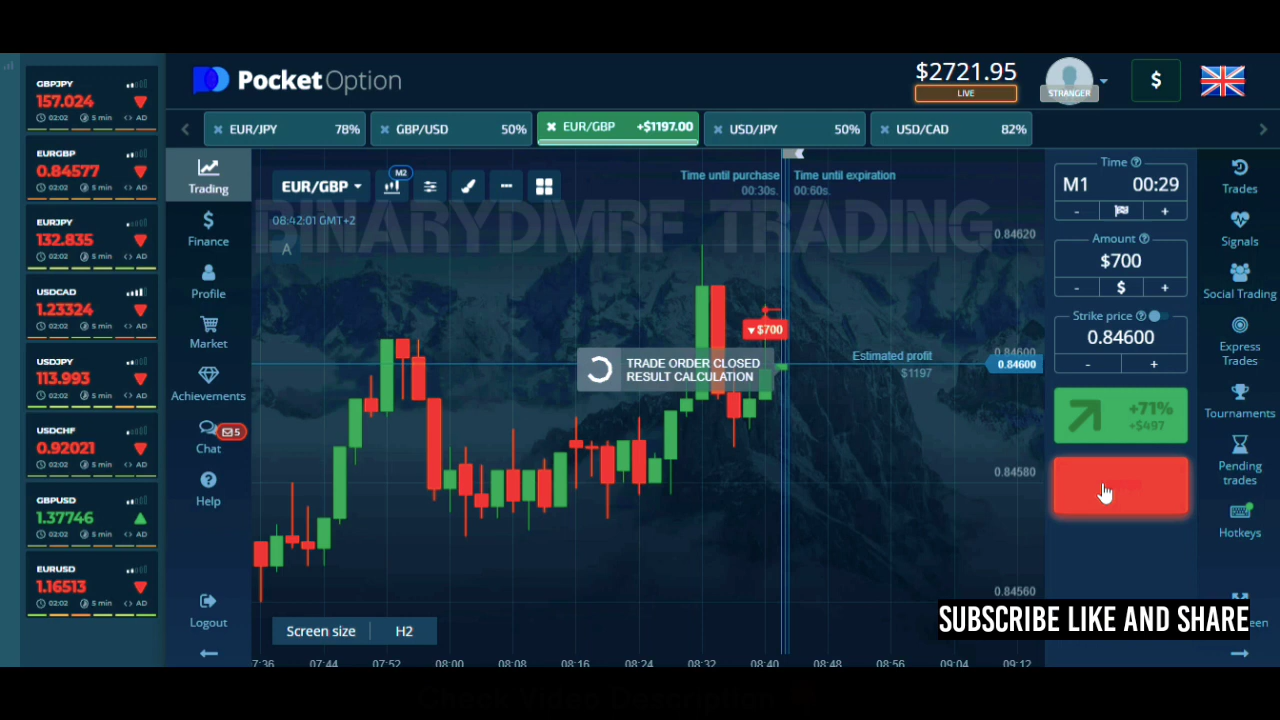 GBPJPY
157.024
02:02 5 min <> AD
EURGBP
0.84577
02:02 5 min <> AD
EURJPY
132.835
02:02 5 min <> AD
USDCAD
1.23324
02:02 5 min <> AD
USDJPY
113.993
02:02 5 min <> AD
USDCHF
0.92021
02:02 5 min <> AD
GBPUSD
1.37746
02:02 5 min <> AD
EURUSD
1.16513
02:02 5 min <> AD
PocketOption
$2721.95
LIVE
STRANGER
$
EUR/JPY 78%
GBP/USD 50%
EUR/GBP +$1197.00
USD/JPY 50%
USD/CAD 82%
Trading
Finance
Profile
Market
Achievements
5
Chat
Help
Logout
M2
EUR/GBP
Time until purchase
00:30s.
Time until expiration
00:60s.
BINARYDMRF TRADING
08:42:01 GMT+2
A
$700
TRADE ORDER CLOSED
RESULT CALCULATION
Estimated profit
$1197
0.84620
0.84600
0.84600
0.84580
0.84560
Screen size H2
7:36 07:44 07:52 08:00 08:08 08:16 08:24 08:32 08:40 08:48 08:56 09:04 09:12
Time
M1 00:29
- +
Amount
$700
- $ +
Strike price
0.84600
- +
+71%
+$497
Trades
Signals
Social Trading
Express
Trades
Tournaments
Pending
trades
Hotkeys
SUBSCRIBE LIKE AND SHARE
Check Video Description